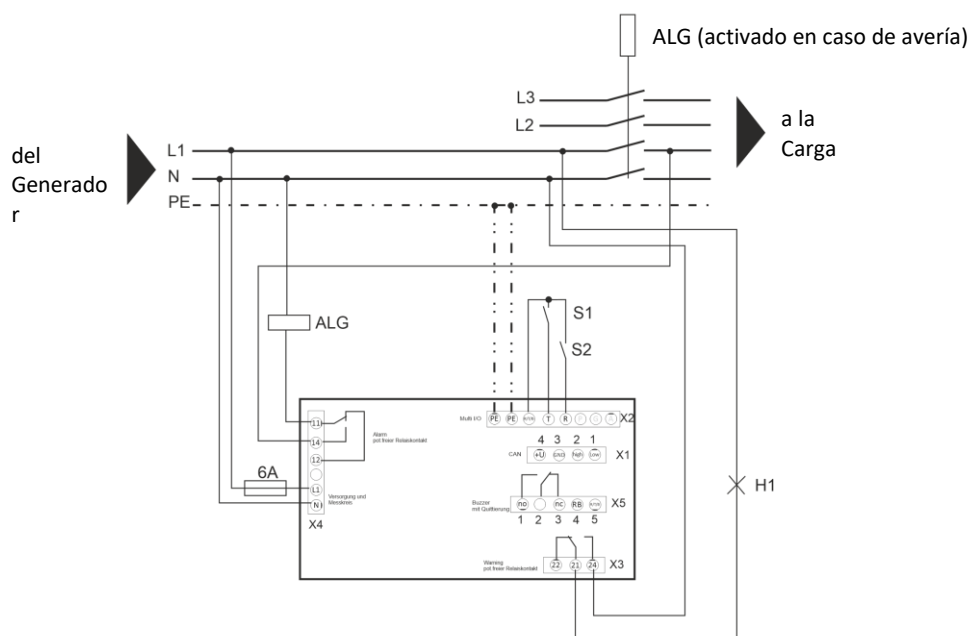 ALG (activado en caso de avería)
L3
L2
a la
Carga
del
Generado
r
L1
N
PE
S1
S2
ALG
Multi I/O
PE
PE
T
R
X2
11
14
12
Alarm
pot.freier Relaiskontakt
4 3 2 1
CAN
+U
GND
high
Low
X1
6A
L1
N
Versorgung und
Messkreis
X4
Buzzer
mit Quittierung
no
nc
RB
X5
1 2 3 4 5
H1
Warning
pot.freier Relaiskontakt
22 21 24
X3